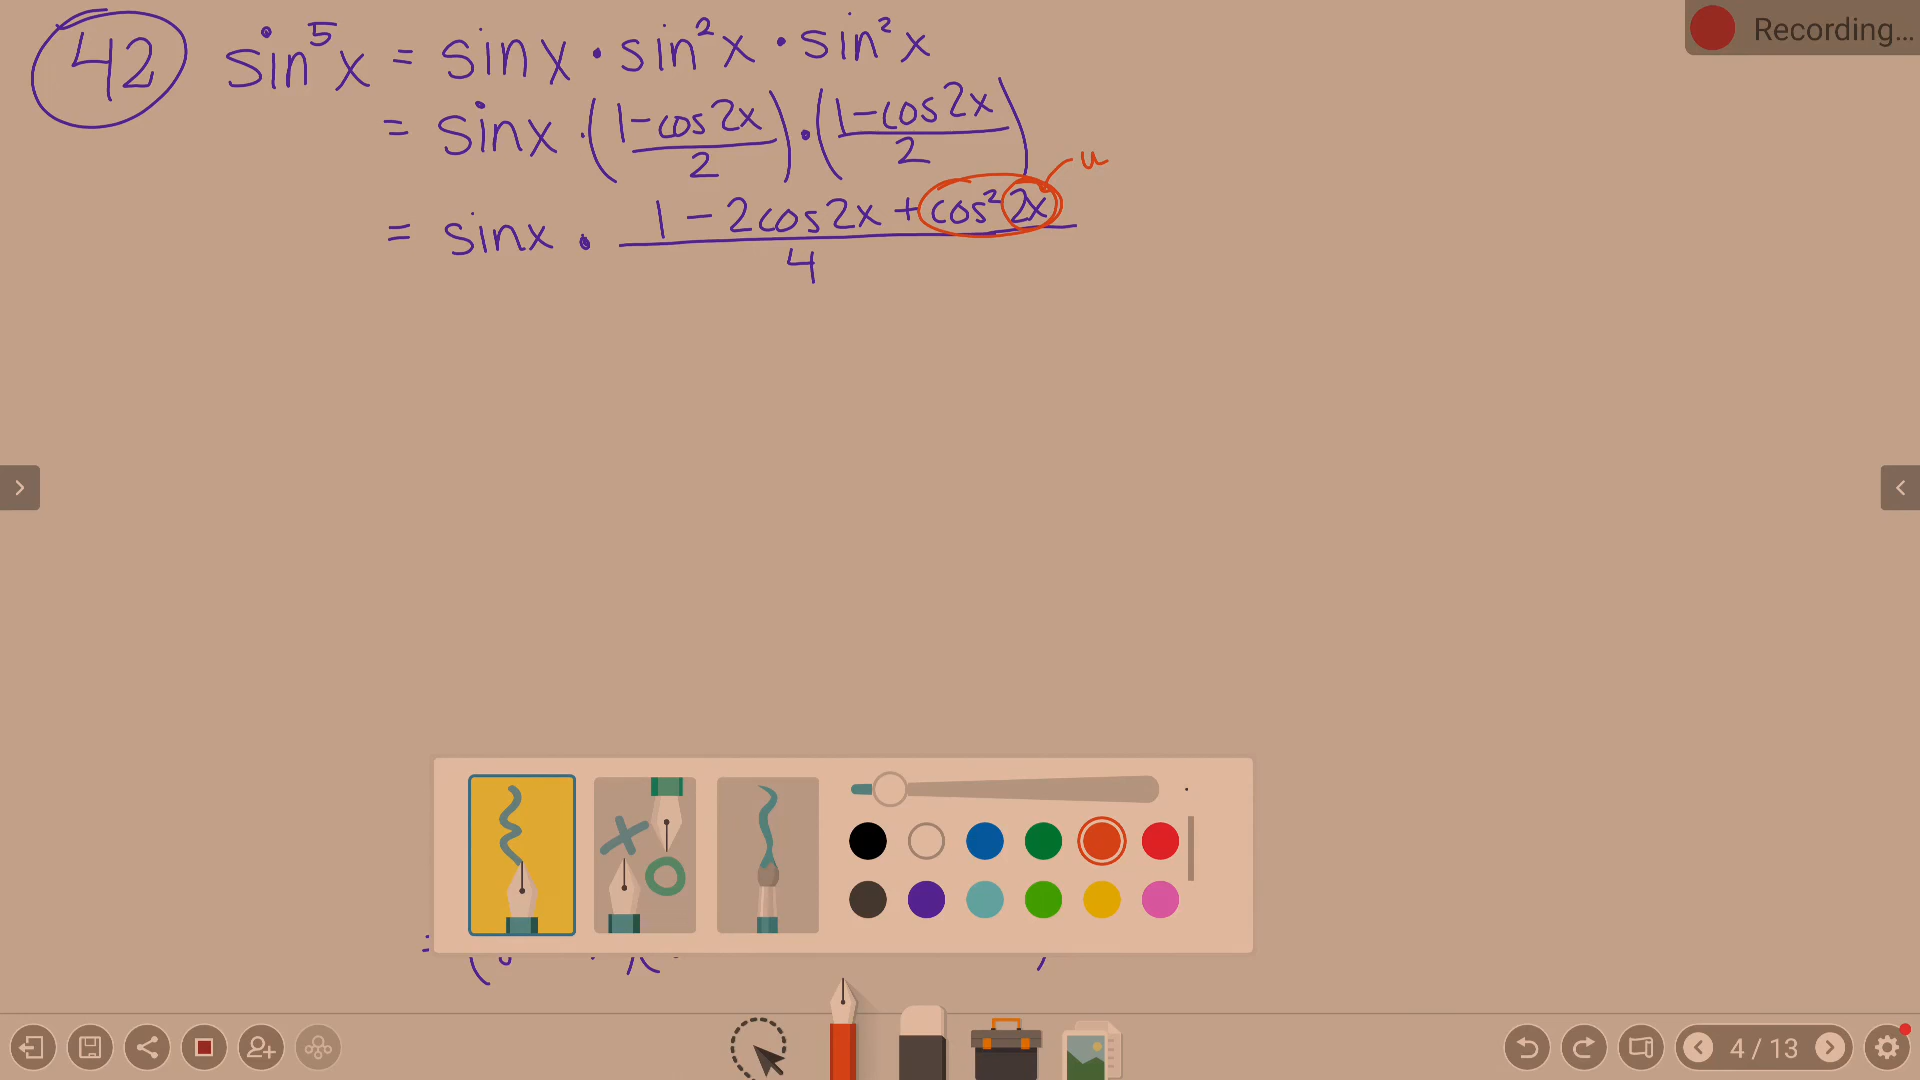 42 sin⁵x = sinx · sin²x · sin²x
= sinx · (1-cos2x/2) · (1-cos2x/2)
u
= sinx · 1-2cos2x+cos²2x/4
Recording...
4 / 13